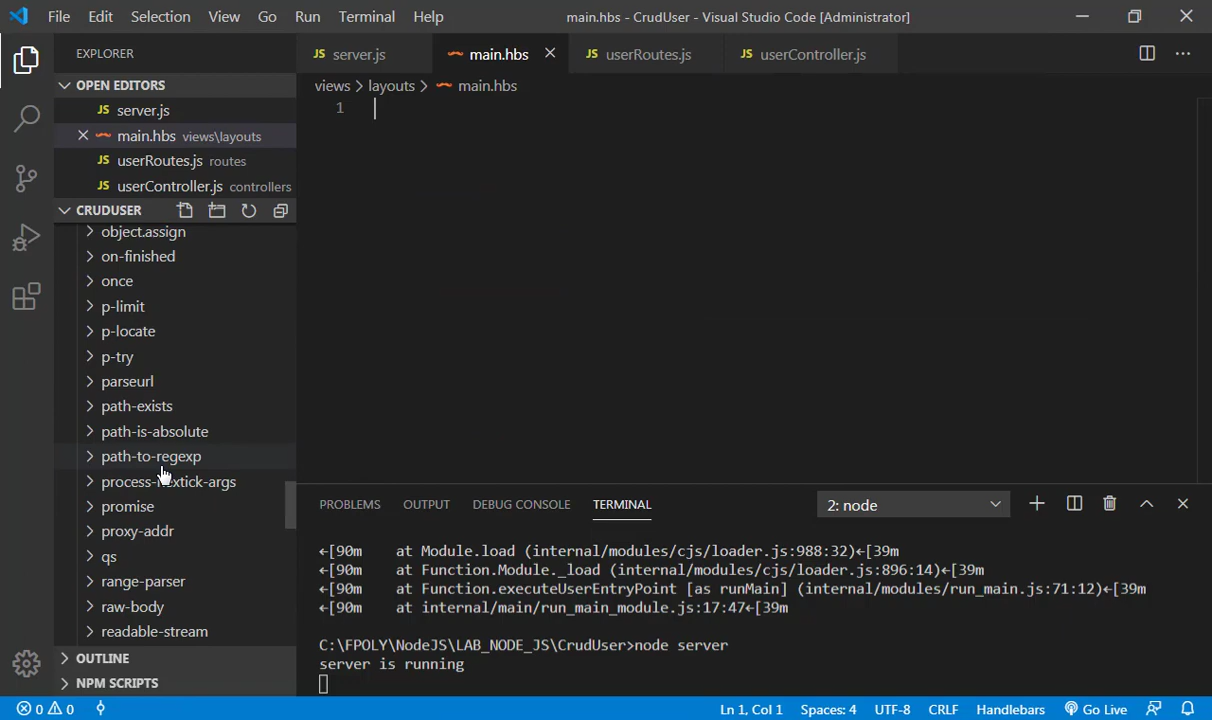 File Edit Selection View Go Run Terminal Help main.hbs - CrudUser - Visual Studio Code [Administrator]
EXPLORER
JS server.js
main.hbs
JS userRoutes.js
JS userController.js
OPEN EDITORS
JS server.js
main.hbs views\layouts
JS userRoutes.js routes
JS userController.js controllers
views > layouts > main.hbs
1
CRUDUSER
object.assign
on-finished
once
p-limit
p-locate
p-try
parseurl
path-exists
path-is-absolute
path-to-regexp
process-nextick-args
promise
proxy-addr
qs
range-parser
raw-body
readable-stream
OUTLINE
NPM SCRIPTS
PROBLEMS OUTPUT DEBUG CONSOLE TERMINAL 2: node
←[90m    at Module.load (internal/modules/cjs/loader.js:988:32)←[39m
←[90m    at Function.Module._load (internal/modules/cjs/loader.js:896:14)←[39m
←[90m    at Function.executeUserEntryPoint [as runMain] (internal/modules/run_main.js:71:12)←[39m
←[90m    at internal/main/run_main_module.js:17:47←[39m
C:\FPOLY\NodeJS\LAB_NODE_JS\CrudUser>node server
server is running
0 0 Ln 1, Col 1 Spaces: 4 UTF-8 CRLF Handlebars Go Live